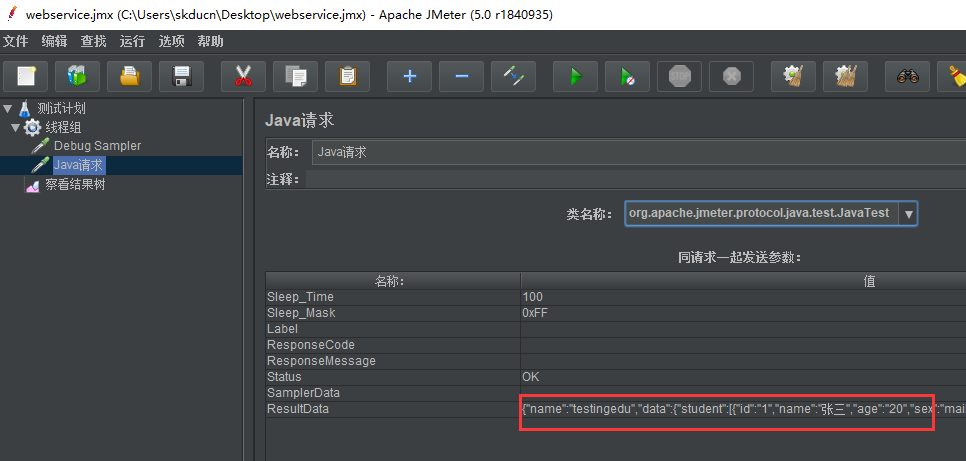 webservice.jmx (C:\Users\skducn\Desktop\webservice.jmx) - Apache JMeter (5.0 r1840935)
文件 编辑 查找 运行 选项 帮助
STOP
测试计划
线程组
Debug Sampler
Java请求
察看结果树
Java请求
名称： Java请求
注释：
类名称： org.apache.jmeter.protocol.java.test.JavaTest
同请求一起发送参数：
名称： 值
Sleep_Time 100
Sleep_Mask 0xFF
Label
ResponseCode
ResponseMessage
Status OK
SamplerData
ResultData {"name":"testingedu","data":{"student":[{"id":"1","name":"张三","age":"20","sex":"mai